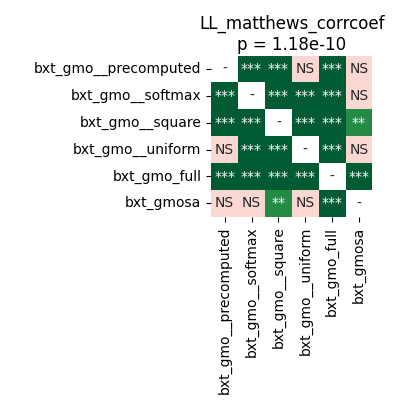 LL_matthews_corrcoef
p = 1.18e-10
bxt_gmo__precomputed - *** *** NS *** NS
bxt_gmo__softmax *** - *** *** *** NS
bxt_gmo__square *** *** - *** *** **
bxt_gmo__uniform NS *** *** - *** NS
bxt_gmo_full *** *** *** *** - ***
bxt_gmosa NS NS ** NS *** -
bxt_gmo__precomputed
bxt_gmo__softmax
bxt_gmo__square
bxt_gmo__uniform
bxt_gmo_full
bxt_gmosa